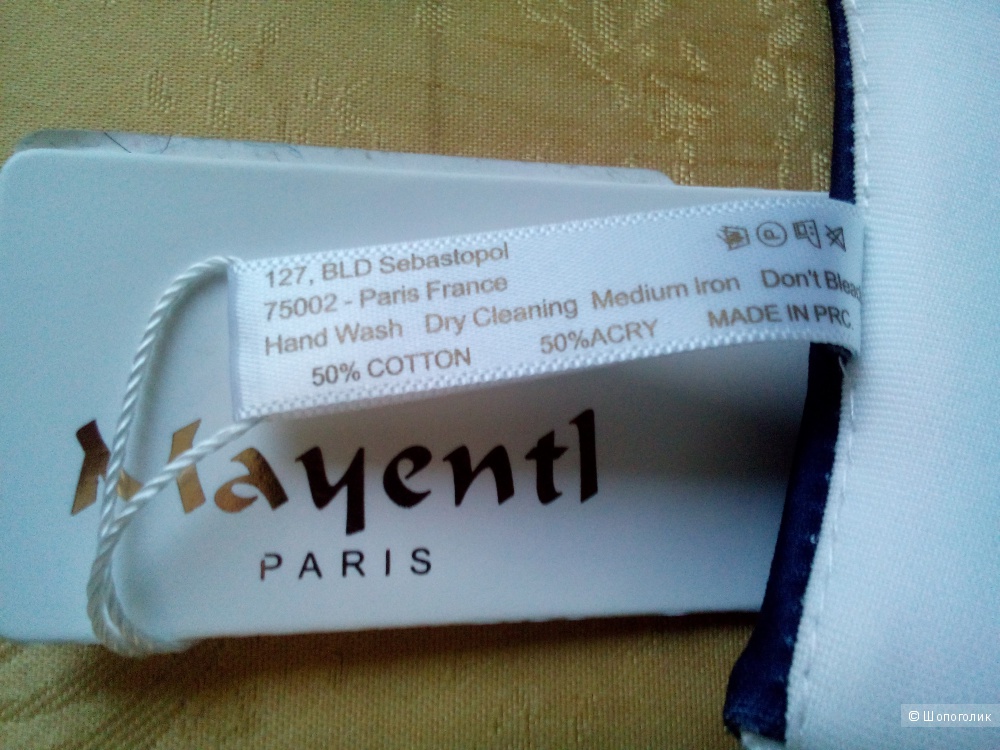 127, BLD Sebastopol
75002 - Paris France
Hand Wash Dry Cleaning Medium Iron Don't Blead
50% COTTON 50%ACRY MADE IN PRC
Mayentl
PARIS
© Шопоголик